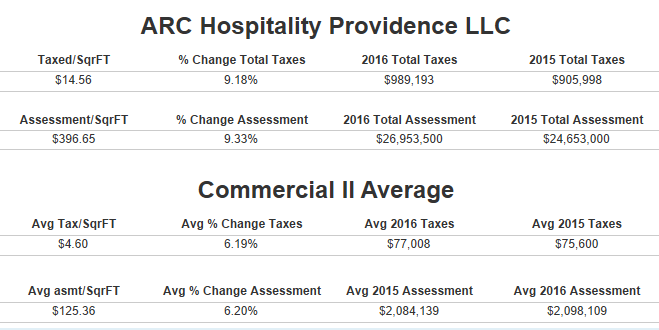 ARC Hospitality Providence LLC
Taxed/SqrFT % Change Total Taxes 2016 Total Taxes 2015 Total Taxes
$14.56 9.18% $989,193 $905,998
Assessment/SqrFT % Change Assessment 2016 Total Assessment 2015 Total Assessment
$396.65 9.33% $26,953,500 $24,653,000
Commercial II Average
Avg Tax/SqrFT Avg % Change Taxes Avg 2016 Taxes Avg 2015 Taxes
$4.60 6.19% $77,008 $75,600
Avg asmt/SqrFT Avg % Change Assessment Avg 2015 Assessment Avg 2016 Assessment
$125.36 6.20% $2,084,139 $2,098,109